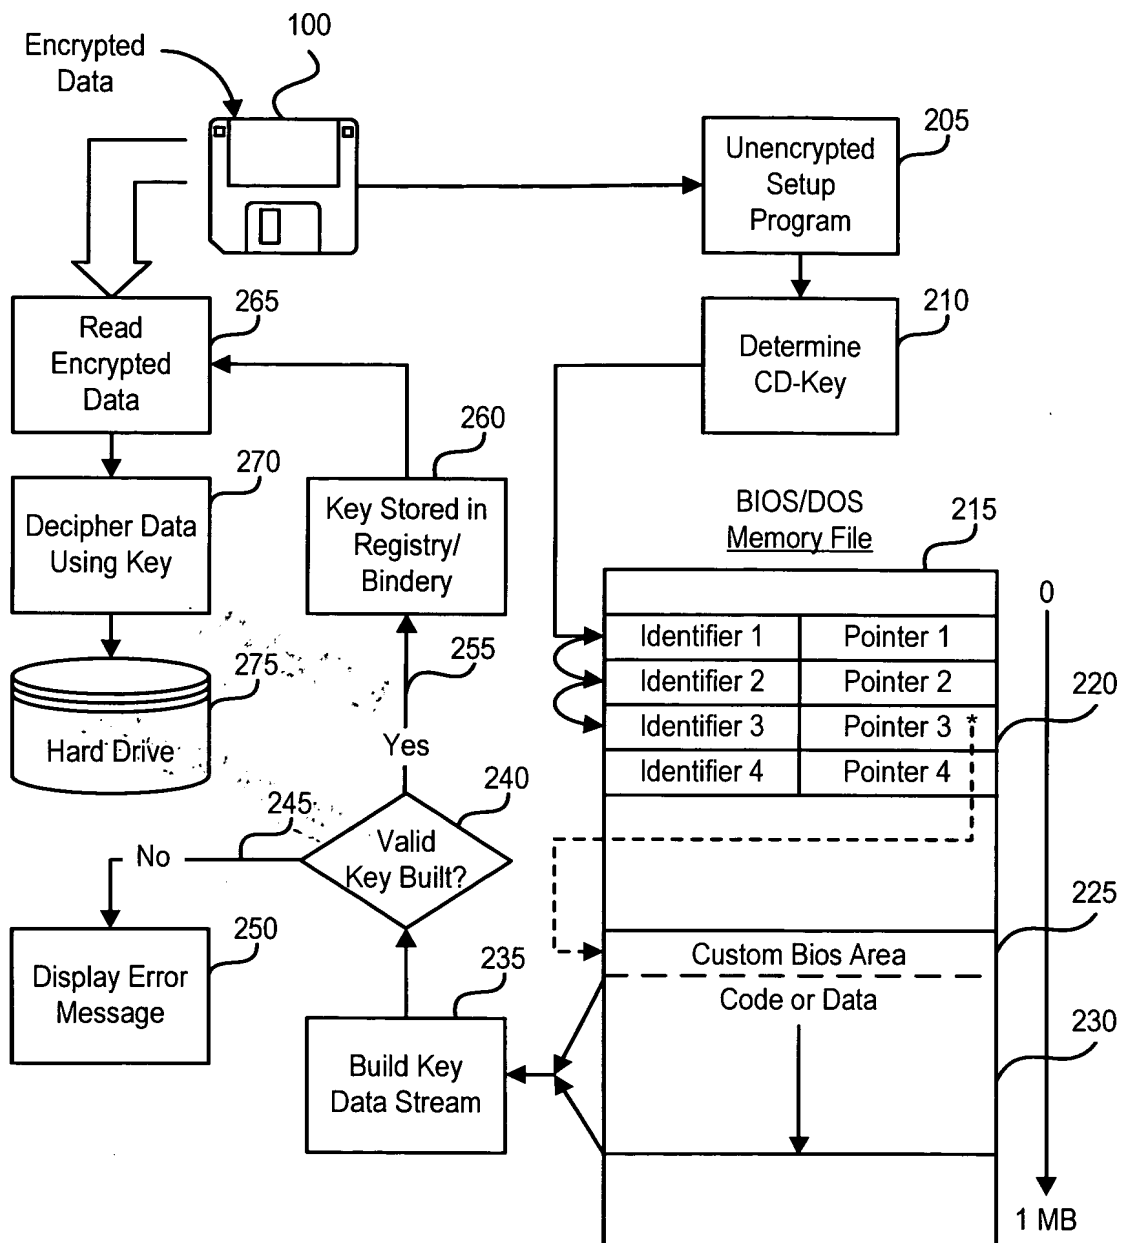 100
Encrypted
Data
205
Unencrypted
Setup
Program
265
Read
Encrypted
Data
210
Determine
CD-Key
260
Key Stored in
Registry/
Bindery
270
Decipher Data
Using Key
BIOS/DOS
Memory File
215
0
Identifier 1 Pointer 1
Identifier 2 Pointer 2
Identifier 3 Pointer 3 *
Identifier 4 Pointer 4
220
255
275
Hard Drive
Yes
240
245
No
Valid
Key Built?
225
Custom Bios Area
Code or Data
230
250
Display Error
Message
235
Build Key
Data Stream
1 MB